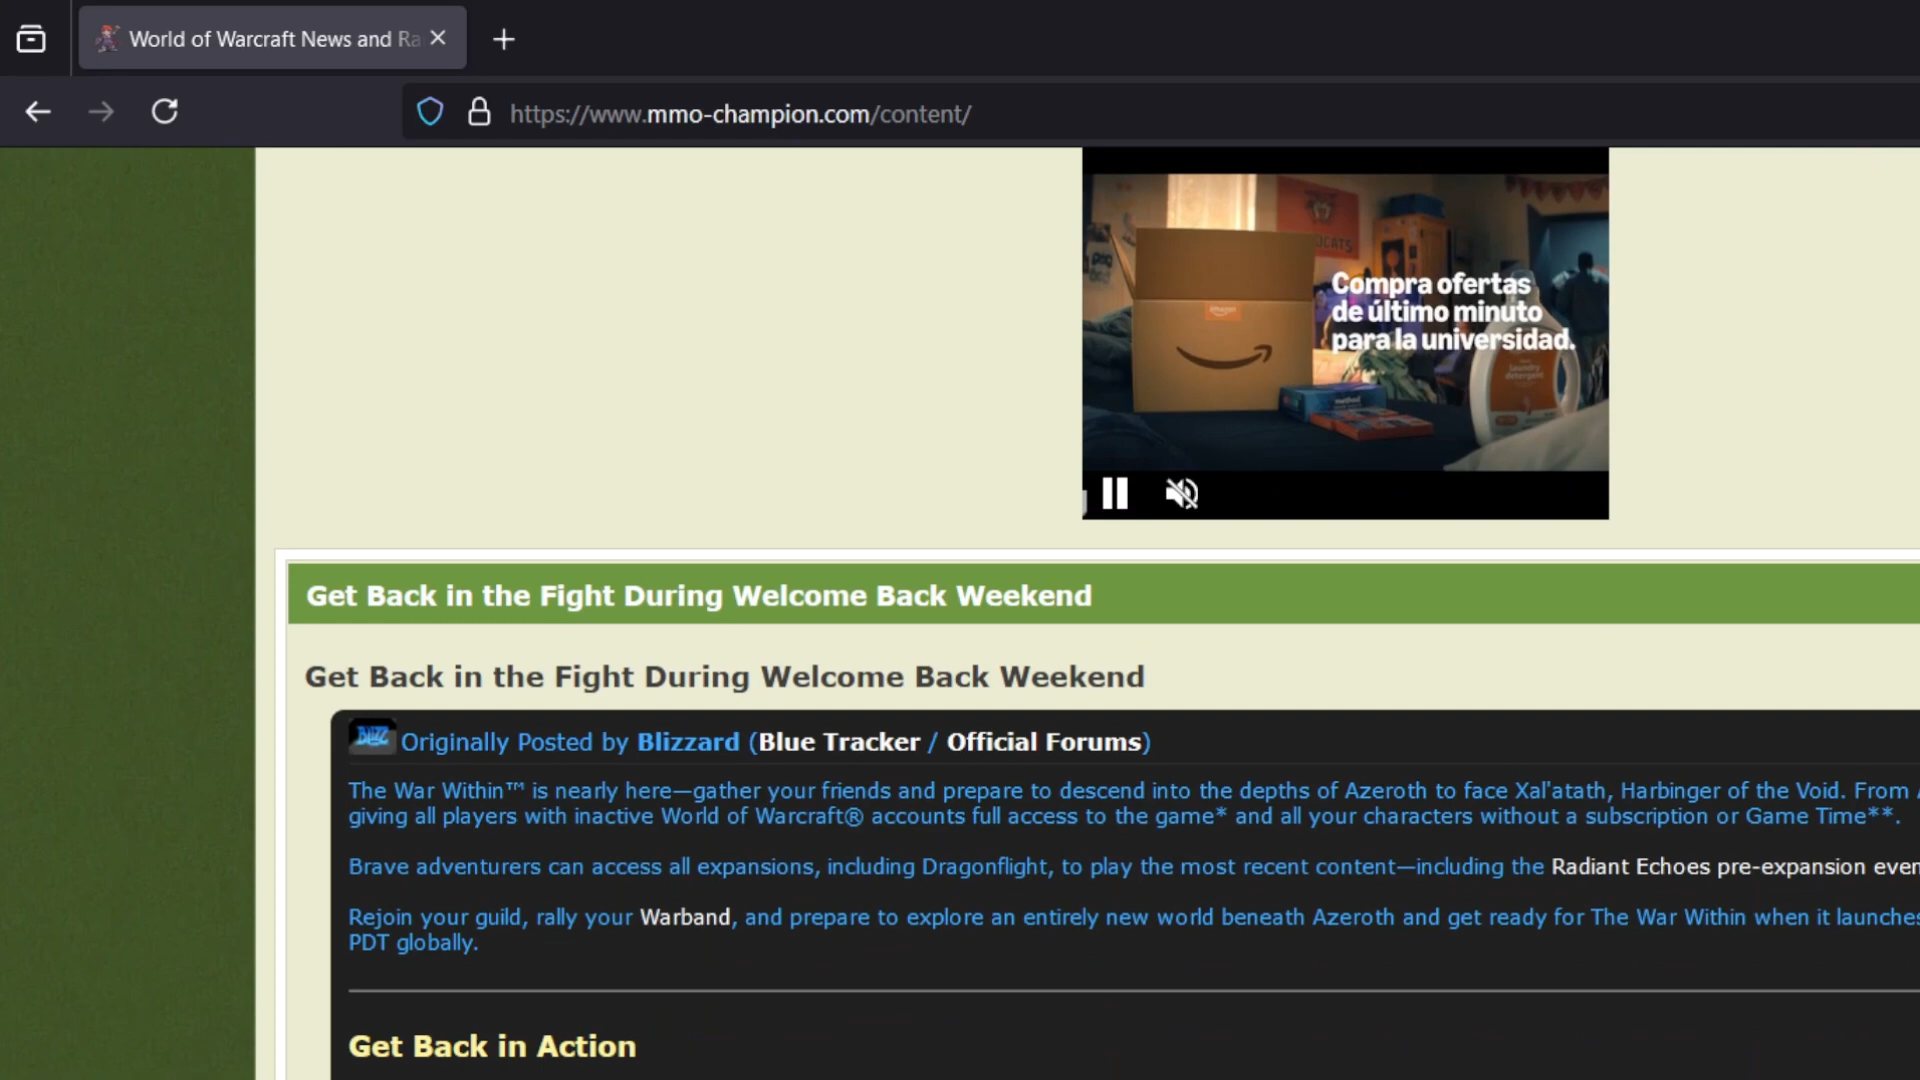 World of Warcraft News and Ra
https://www.mmo-champion.com/content/
CATS
amazon
Compra ofertas
de último minuto
para la universidad.
laundry
detergent
method
Get Back in the Fight During Welcome Back Weekend
Get Back in the Fight During Welcome Back Weekend
BLIZZ Originally Posted by Blizzard (Blue Tracker / Official Forums)
The War Within™ is nearly here—gather your friends and prepare to descend into the depths of Azeroth to face Xal'atath, Harbinger of the Void. From
giving all players with inactive World of Warcraft® accounts full access to the game* and all your characters without a subscription or Game Time**.
Brave adventurers can access all expansions, including Dragonflight, to play the most recent content—including the Radiant Echoes pre-expansion even
Rejoin your guild, rally your Warband, and prepare to explore an entirely new world beneath Azeroth and get ready for The War Within when it launches
PDT globally.
Get Back in Action